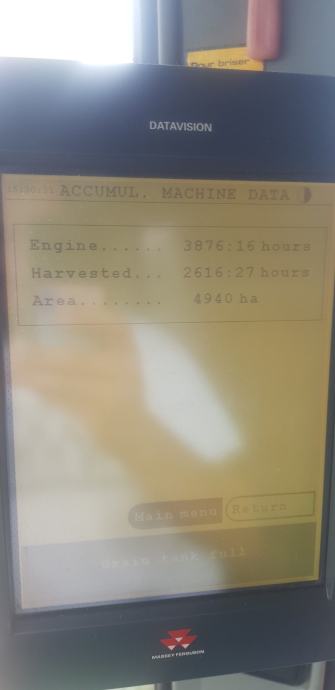 Pour briser
DATAVISION
ACCUMUL. MACHINE DATA
Engine...... 3876:16 hours
Harvested... 2616:27 hours
Area........ 4940 ha
Main menu Return
Grain tank full
MASSEY FERGUSON